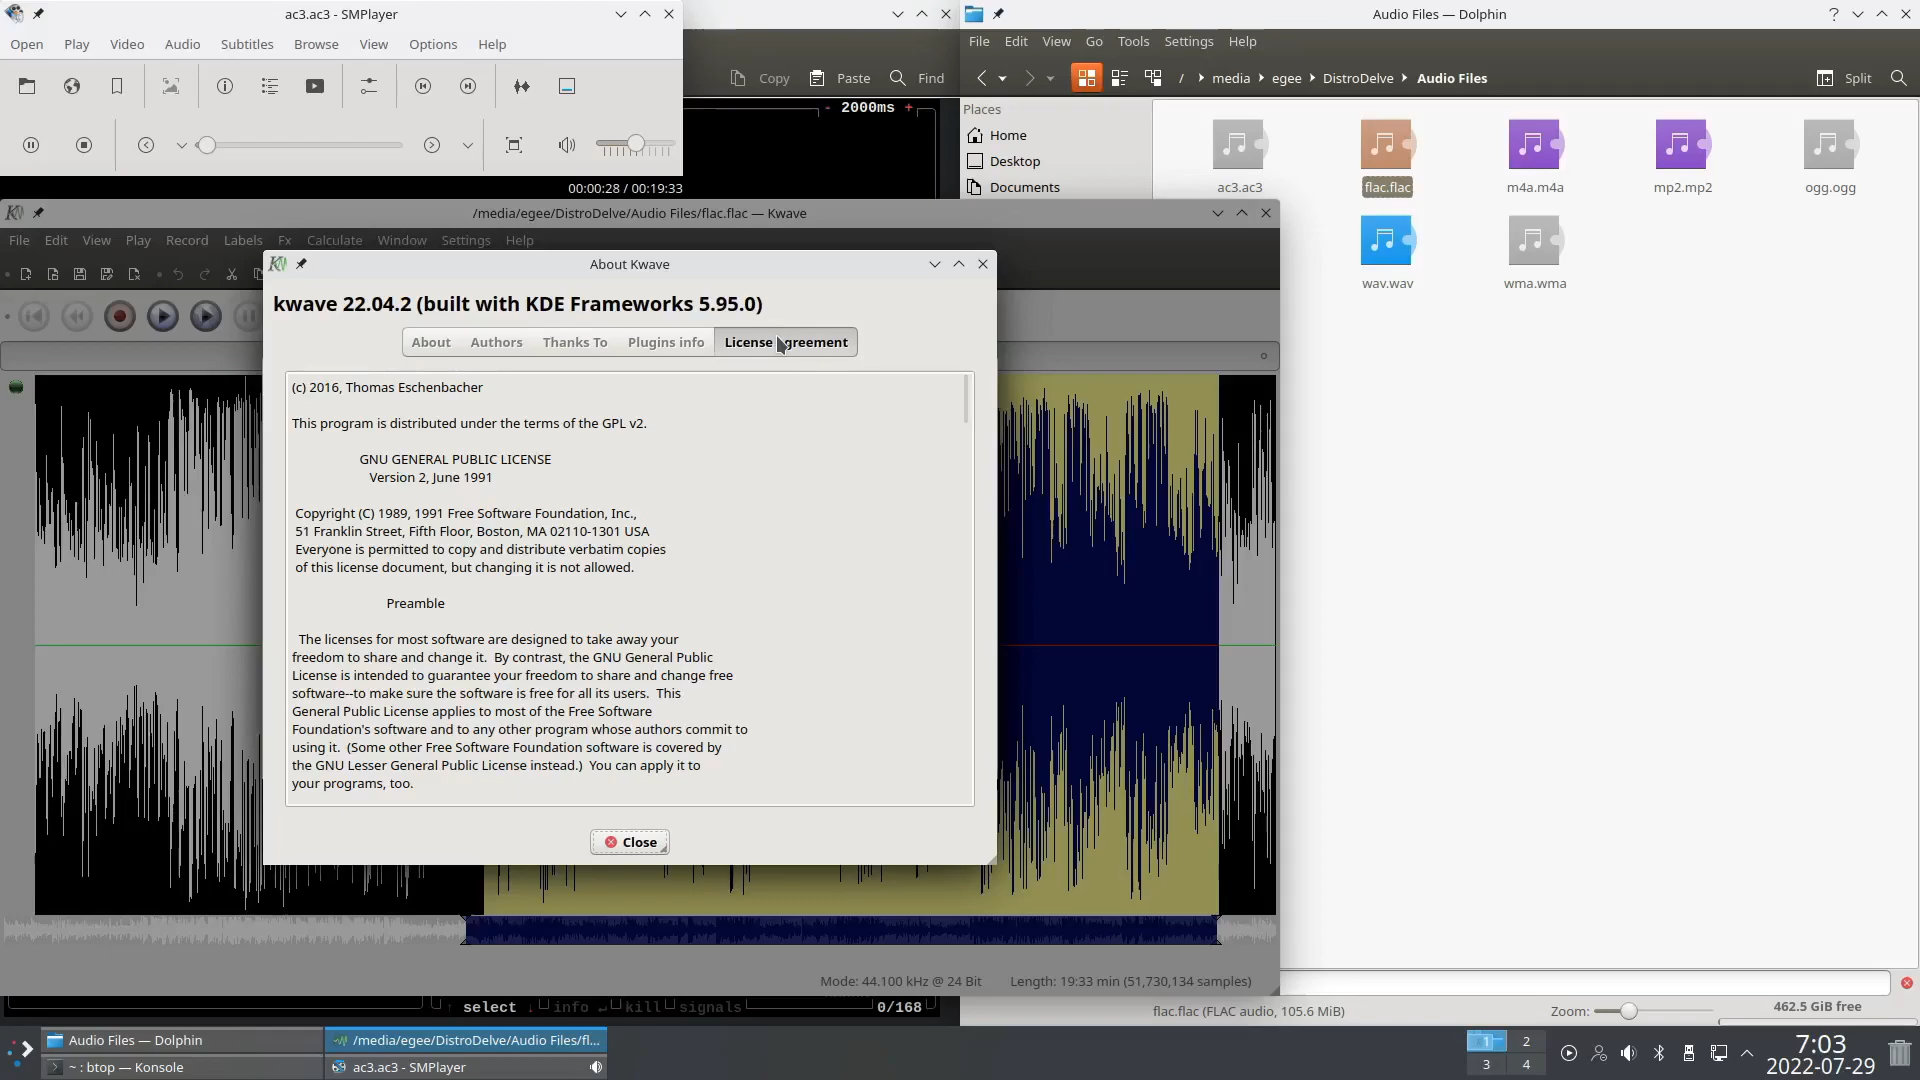 ac3.ac3 - SMPlayer
Open Play Video Audio Subtitles Browse View Options Help
00:00:28 / 00:19:33
Copy Paste Find
- 2000ms +
Audio Files — Dolphin
File Edit View Go Tools Settings Help
/ media egee DistroDelve Audio Files Split
Places
Home
Desktop
Documents
ac3.ac3 flac.flac m4a.m4a mp2.mp2 ogg.ogg
wav.wav wma.wma
/media/egee/DistroDelve/Audio Files/flac.flac — Kwave
File Edit View Play Record Labels Fx Calculate Window Settings Help
About Kwave
kwave 22.04.2 (built with KDE Frameworks 5.95.0)
About Authors Thanks To Plugins info License
(c) 2016, Thomas Eschenbacher
This program is distributed under the terms of the GPL v2.
GNU GENERAL PUBLIC LICENSE
Version 2, June 1991
Copyright (C) 1989, 1991 Free Software Foundation, Inc.,
51 Franklin Street, Fifth Floor, Boston, MA 02110-1301 USA
Everyone is permitted to copy and distribute verbatim copies
of this license document, but changing it is not allowed.
Preamble
The licenses for most software are designed to take away your
freedom to share and change it. By contrast, the GNU General Public
License is intended to guarantee your freedom to share and change free
software--to make sure the software is free for all its users. This
General Public License applies to most of the Free Software
Foundation's software and to any other program whose authors commit to
using it. (Some other Free Software Foundation software is covered by
the GNU Lesser General Public License instead.) You can apply it to
your programs, too.
Close
Mode: 44.100 kHz @ 24 Bit Length: 19:33 min (51,730,134 samples)
↑ select ↓ info ↵ kill signals 0/168
flac.flac (FLAC audio, 105.6 MiB) Zoom: 462.5 GiB free
Audio Files — Dolphin
/media/egee/DistroDelve/Audio Files/fl...
~ : btop — Konsole
ac3.ac3 - SMPlayer
1 2
3 4
7:03
2022-07-29